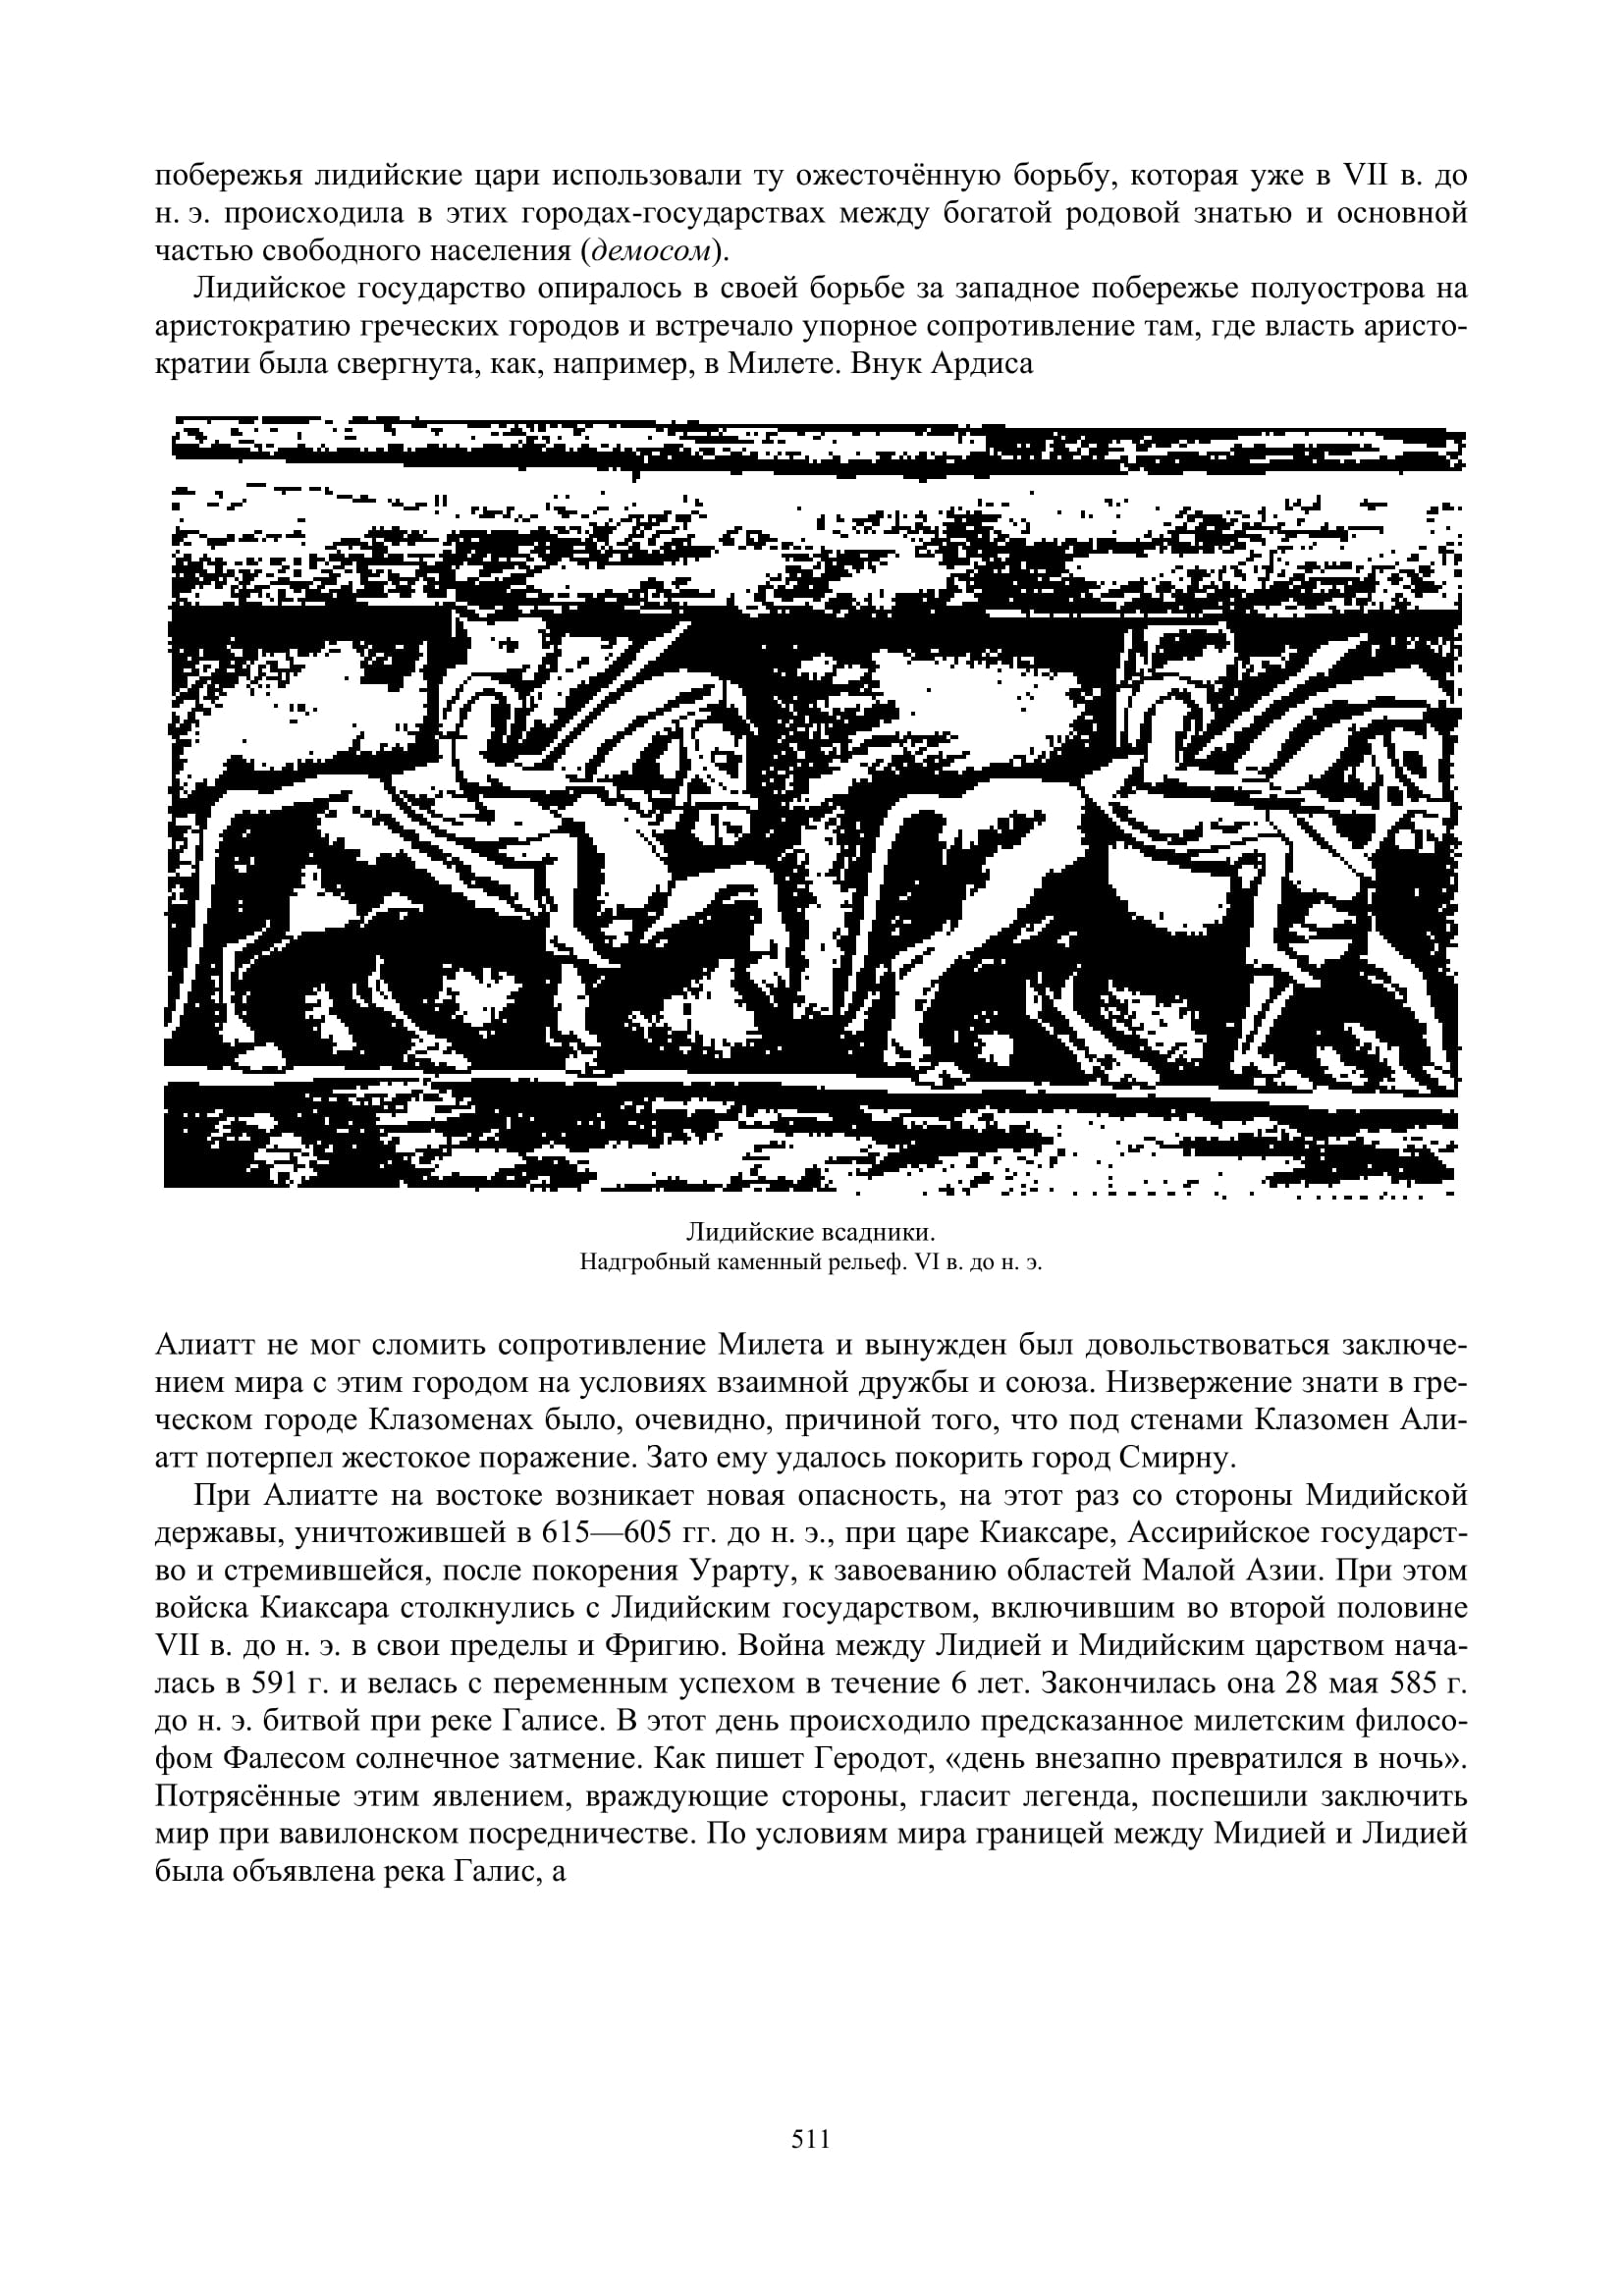 побережья лидийские цари использовали ту ожесточённую борьбу, которая уже в VII в. до
н. э. происходила в этих городах-государствах между богатой родовой знатью и основной
частью свободного населения (демосом).
Лидийское государство опиралось в своей борьбе за западное побережье полуострова на
аристократию греческих городов и встречало упорное сопротивление там, где власть аристо-
кратии была свергнута, как, например, в Милете. Внук Ардиса
Лидийские всадники.
Надгробный каменный рельеф. VI в. до н. э.
Алиатт не мог сломить сопротивление Милета и вынужден был довольствоваться заключе-
нием мира с этим городом на условиях взаимной дружбы и союза. Низвержение знати в гре-
ческом городе Клазоменах было, очевидно, причиной того, что под стенами Клазомен Али-
атт потерпел жестокое поражение. Зато ему удалось покорить город Смирну.
При Алиатте на востоке возникает новая опасность, на этот раз со стороны Мидийской
державы, уничтожившей в 615—605 гг. до н. э., при царе Киаксаре, Ассирийское государст-
во и стремившейся, после покорения Урарту, к завоеванию областей Малой Азии. При этом
войска Киаксара столкнулись с Лидийским государством, включившим во второй половине
VII в. до н. э. в свои пределы и Фригию. Война между Лидией и Мидийским царством нача-
лась в 591 г. и велась с переменным успехом в течение 6 лет. Закончилась она 28 мая 585 г.
до н. э. битвой при реке Галисе. В этот день происходило предсказанное милетским филосо-
фом Фалесом солнечное затмение. Как пишет Геродот, «день внезапно превратился в ночь».
Потрясённые этим явлением, враждующие стороны, гласит легенда, поспешили заключить
мир при вавилонском посредничестве. По условиям мира границей между Мидией и Лидией
была объявлена река Галис, а
511